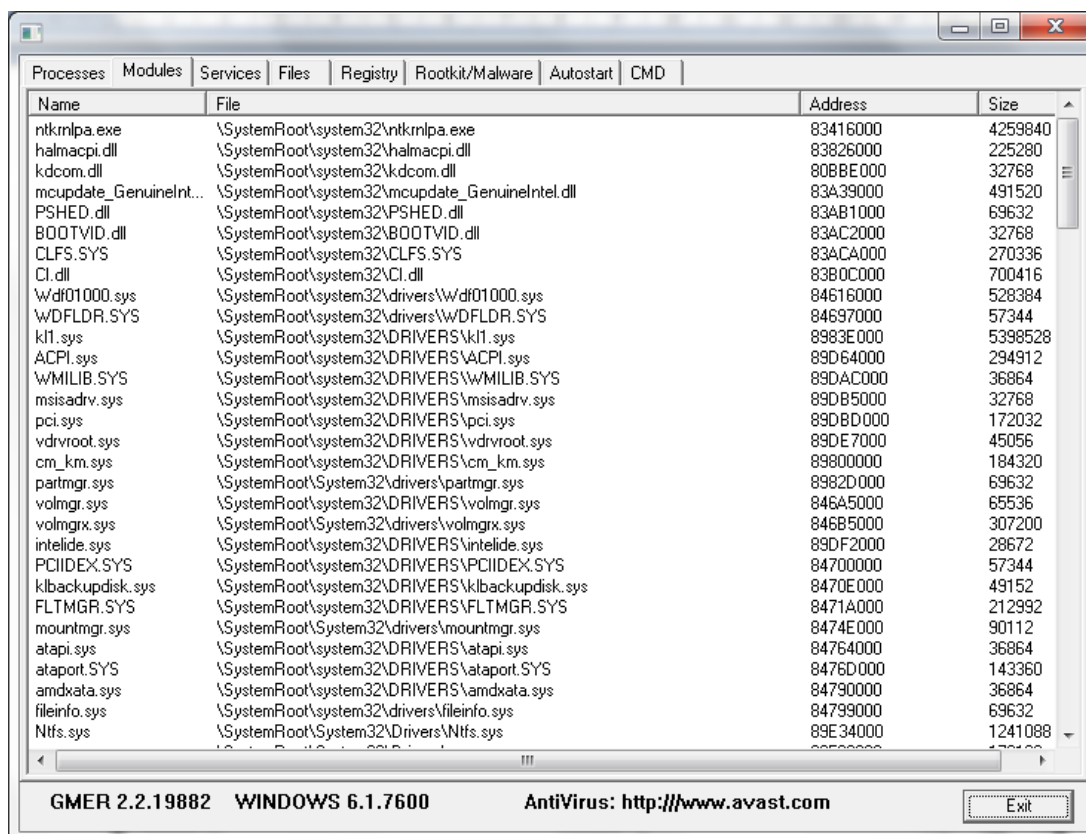 Processes Modules Services Files Registry Rootkit/Malware Autostart CMD
Name File Address Size
ntkrnlpa.exe \SystemRoot\system32\ntkrnlpa.exe 83416000 4259840
halmacpi.dll \SystemRoot\system32\halmacpi.dll 83826000 225280
kdcom.dll \SystemRoot\system32\kdcom.dll 80BBE000 32768
mcupdate_GenuineInt... \SystemRoot\system32\mcupdate_GenuineIntel.dll 83A39000 491520
PSHED.dll \SystemRoot\system32\PSHED.dll 83AB1000 69632
BOOTVID.dll \SystemRoot\system32\BOOTVID.dll 83AC2000 32768
CLFS.SYS \SystemRoot\system32\CLFS.SYS 83ACA000 270336
CI.dll \SystemRoot\system32\CI.dll 83B0C000 700416
Wdf01000.sys \SystemRoot\system32\drivers\Wdf01000.sys 84616000 528384
WDFLDR.SYS \SystemRoot\system32\drivers\WDFLDR.SYS 84697000 57344
kl1.sys \SystemRoot\system32\DRIVERS\kl1.sys 8983E000 5398528
ACPI.sys \SystemRoot\system32\DRIVERS\ACPI.sys 89D64000 294912
WMILIB.SYS \SystemRoot\system32\DRIVERS\WMILIB.SYS 89DAC000 36864
msisadrv.sys \SystemRoot\system32\DRIVERS\msisadrv.sys 89DB5000 32768
pci.sys \SystemRoot\system32\DRIVERS\pci.sys 89DBD000 172032
vdrvroot.sys \SystemRoot\system32\DRIVERS\vdrvroot.sys 89DE7000 45056
cm_km.sys \SystemRoot\system32\DRIVERS\cm_km.sys 89800000 184320
partmgr.sys \SystemRoot\System32\drivers\partmgr.sys 8982D000 69632
volmgr.sys \SystemRoot\system32\DRIVERS\volmgr.sys 846A5000 65536
volmgrx.sys \SystemRoot\System32\drivers\volmgrx.sys 846B5000 307200
intelide.sys \SystemRoot\system32\DRIVERS\intelide.sys 89DF2000 28672
PCIIDEX.SYS \SystemRoot\system32\DRIVERS\PCIIDEX.SYS 84700000 57344
klbackupdisk.sys \SystemRoot\system32\DRIVERS\klbackupdisk.sys 8470E000 49152
FLTMGR.SYS \SystemRoot\system32\DRIVERS\FLTMGR.SYS 8471A000 212992
mountmgr.sys \SystemRoot\System32\drivers\mountmgr.sys 8474E000 90112
atapi.sys \SystemRoot\system32\DRIVERS\atapi.sys 84764000 36864
ataport.SYS \SystemRoot\system32\DRIVERS\ataport.SYS 8476D000 143360
amdxata.sys \SystemRoot\system32\DRIVERS\amdxata.sys 84790000 36864
fileinfo.sys \SystemRoot\system32\drivers\fileinfo.sys 84799000 69632
Ntfs.sys \SystemRoot\System32\Drivers\Ntfs.sys 89E34000 1241088
GMER 2.2.19882 WINDOWS 6.1.7600 AntiVirus: http:///www.avast.com Exit